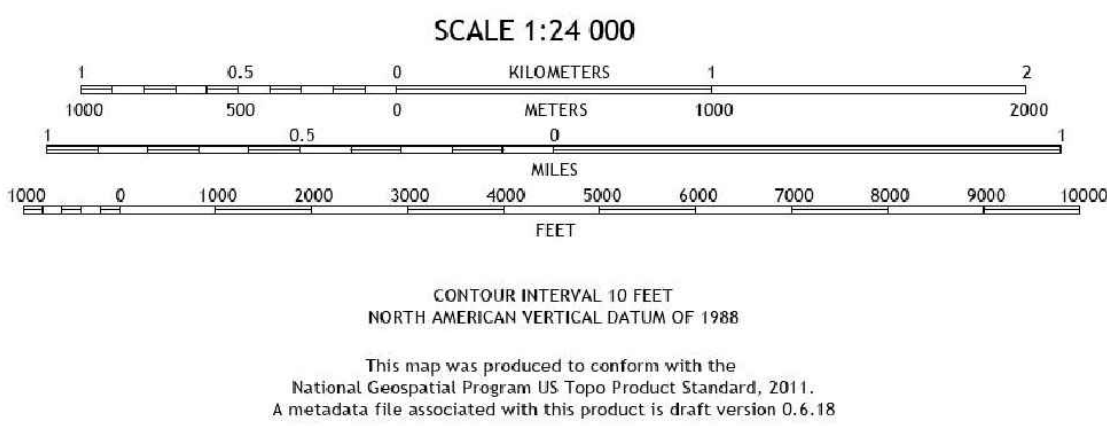 SCALE 1:24 000
1 0.5 0 KILOMETERS 1 2
1000 500 0 METERS 1000 2000
1 0.5 0 1
MILES
1000 0 1000 2000 3000 4000 5000 6000 7000 8000 9000 10000
FEET
CONTOUR INTERVAL 10 FEET
NORTH AMERICAN VERTICAL DATUM OF 1988
This map was produced to conform with the
National Geospatial Program US Topo Product Standard, 2011.
A metadata file associated with this product is draft version 0.6.18